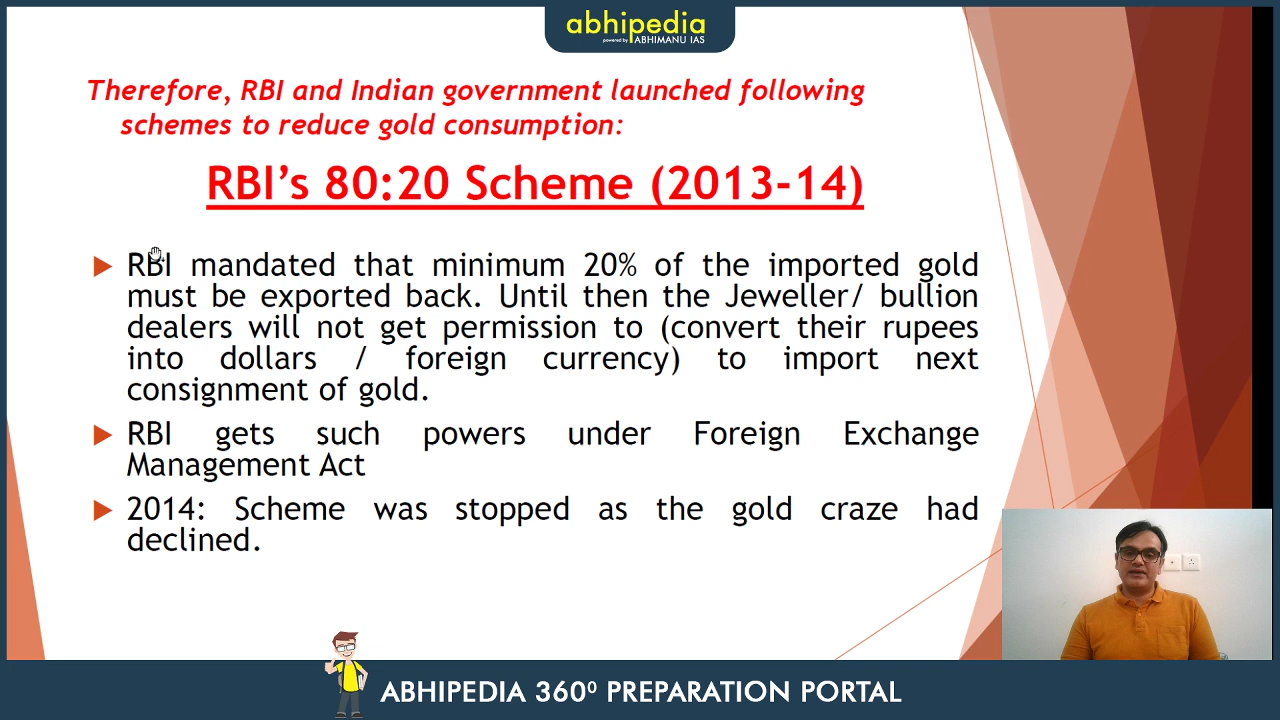 abhipedia
powered by ABHIMANU IAS
Therefore, RBI and Indian government launched following
schemes to reduce gold consumption:
RBI’s 80:20 Scheme (2013-14)
RBI mandated that minimum 20% of the imported gold
must be exported back. Until then the Jeweller/ bullion
dealers will not get permission to (convert their rupees
into dollars / foreign currency) to import next
consignment of gold.
RBI gets such powers under Foreign Exchange
Management Act
2014: Scheme was stopped as the gold craze had
declined.
ABHIPEDIA 360⁰ PREPARATION PORTAL